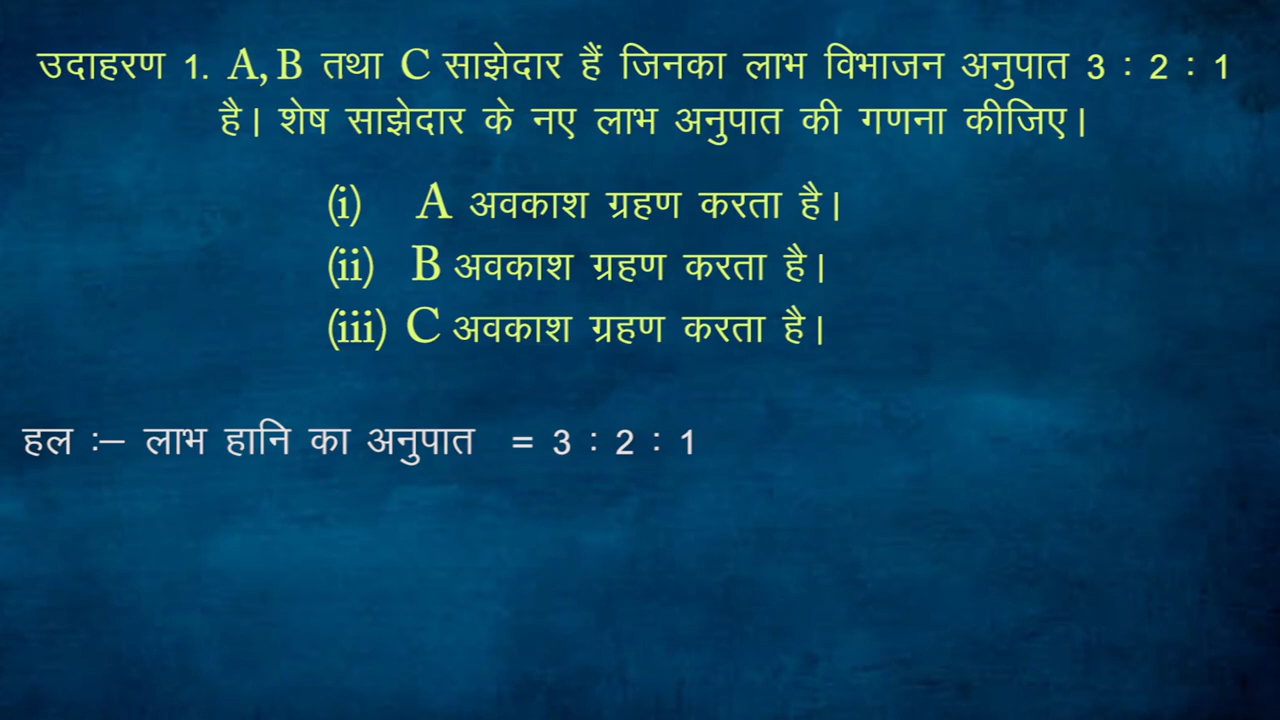 उदाहरण 1. A, B तथा C साझेदार हैं जिनका लाभ विभाजन अनुपात 3 : 2 : 1
है। शेष साझेदार के नए लाभ अनुपात की गणना कीजिए।
(i) A अवकाश ग्रहण करता है।
(ii) B अवकाश ग्रहण करता है।
(iii) C अवकाश ग्रहण करता है।
हल :– लाभ हानि का अनुपात = 3 : 2 : 1